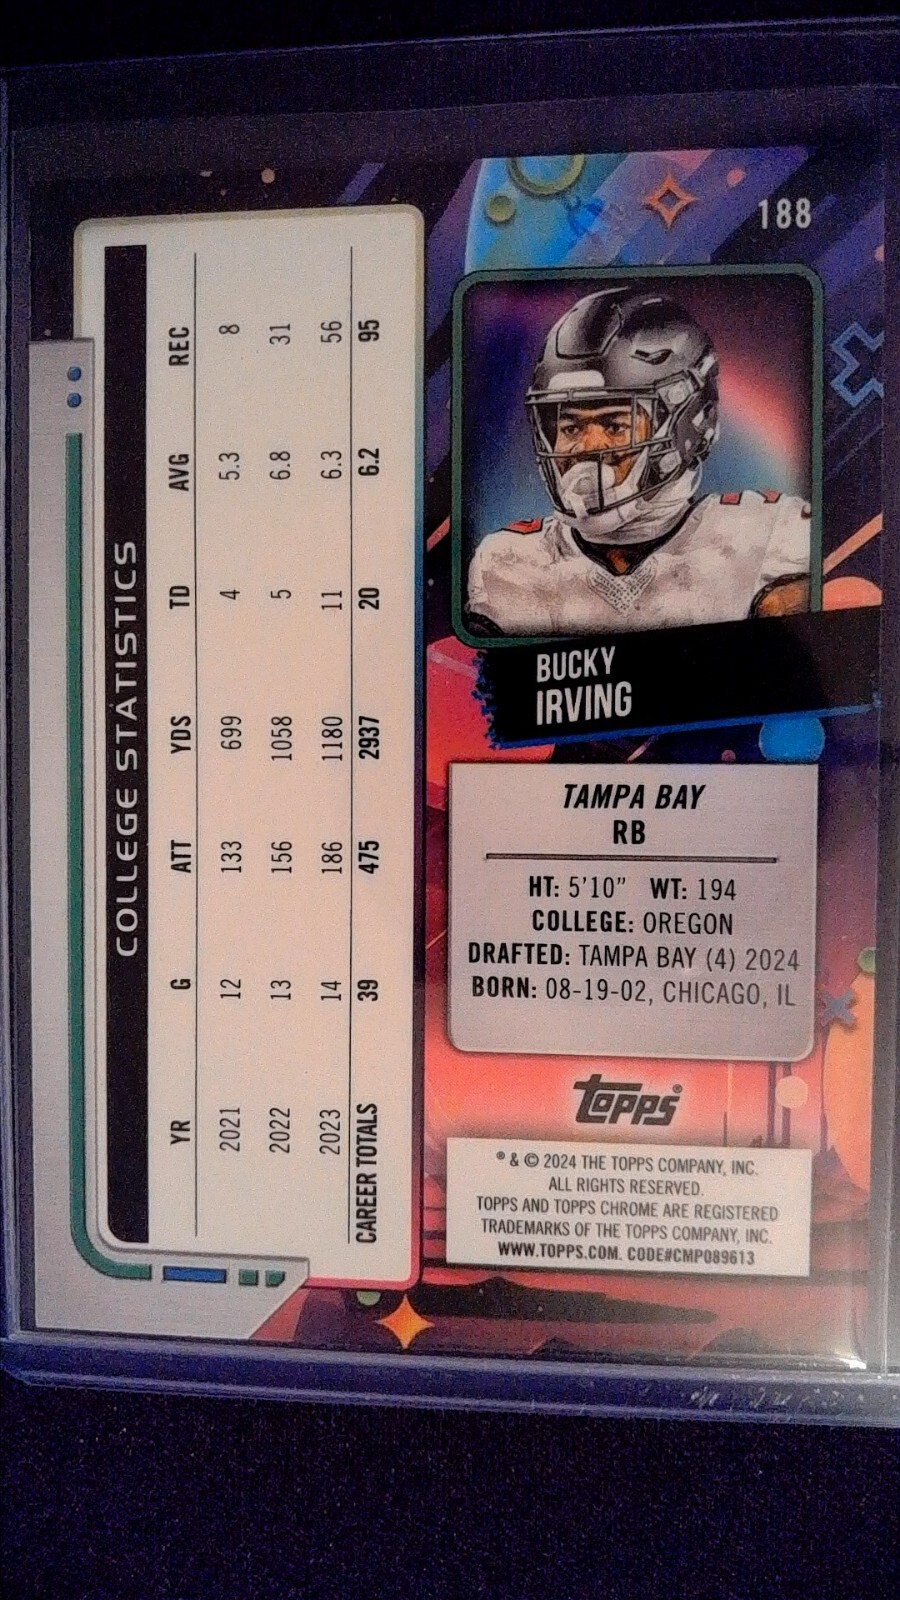 188
BUCKY
IRVING
TAMPA BAY
RB
HT: 5'10" WT: 194
COLLEGE: OREGON
DRAFTED: TAMPA BAY (4) 2024
BORN: 08-19-02, CHICAGO, IL
topps®
® & © 2024 THE TOPPS COMPANY, INC.
ALL RIGHTS RESERVED.
TOPPS AND TOPPS CHROME ARE REGISTERED
TRADEMARKS OF THE TOPPS COMPANY, INC.
WWW.TOPPS.COM. CODE#CMP089613
COLLEGE STATISTICS
YR G ATT YDS TD AVG REC
2021 12 133 699 4 5.3 8
2022 13 156 1058 5 6.8 31
2023 14 186 1180 11 6.3 56
CAREER TOTALS 39 475 2937 20 6.2 95